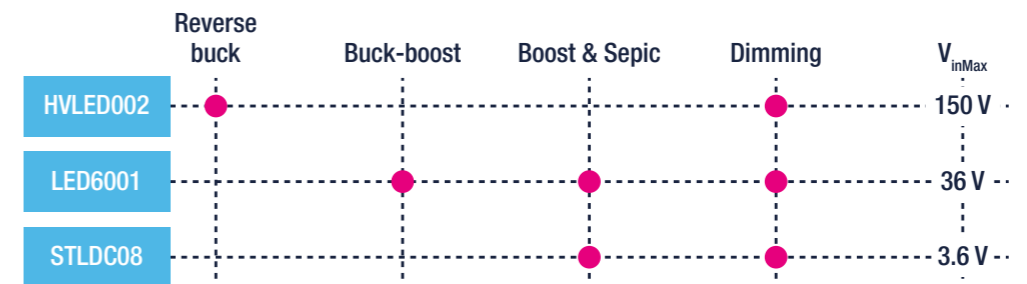 Reverse
buck Buck-boost Boost & Sepic Dimming VinMax
HVLED002 150 V
LED6001 36 V
STLDC08 3.6 V